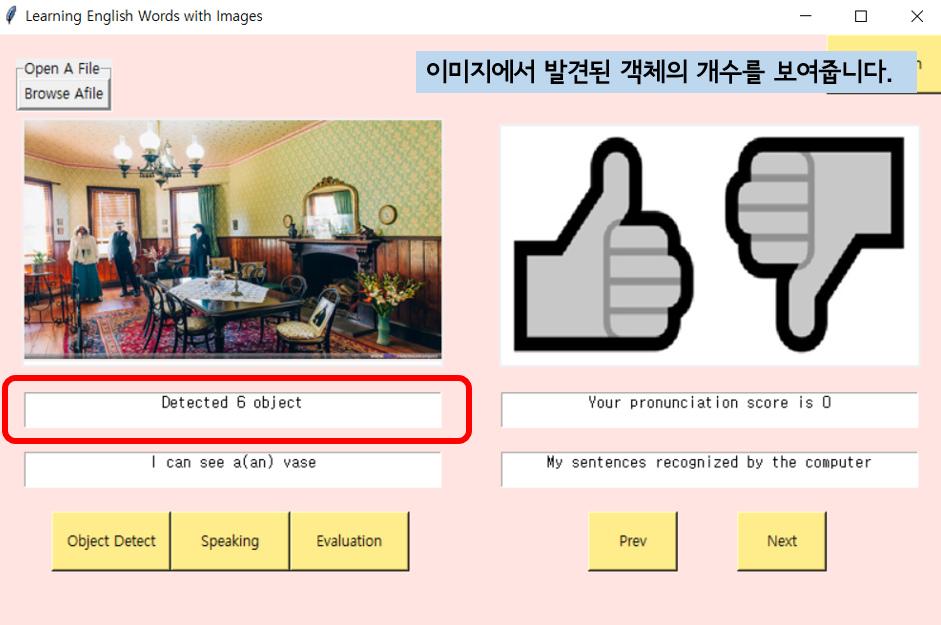 Learning English Words with Images
이미지에서 발견된 객체의 개수를 보여줍니다.
Open A File
Browse Afile
Detected 6 object
Your pronunciation score is 0
I can see a(an) vase
My sentences recognized by the computer
Object Detect
Speaking
Evaluation
Prev
Next